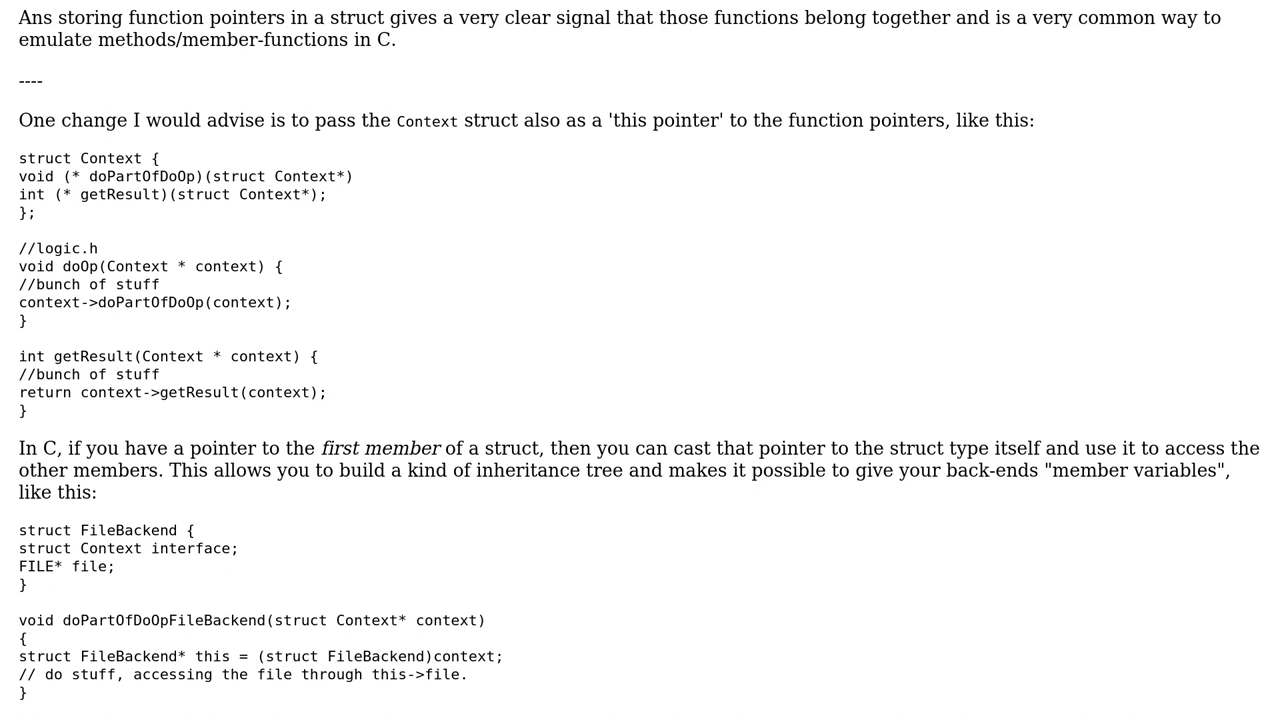 Ans storing function pointers in a struct gives a very clear signal that those functions belong together and is a very common way to
emulate methods/member-functions in C.
----
One change I would advise is to pass the Context struct also as a 'this pointer' to the function pointers, like this:
struct Context {
void (* doPartOfDoOp)(struct Context*)
int (* getResult)(struct Context*);
};
//logic.h
void doOp(Context * context) {
//bunch of stuff
context->doPartOfDoOp(context);
}
int getResult(Context * context) {
//bunch of stuff
return context->getResult(context);
}
In C, if you have a pointer to the first member of a struct, then you can cast that pointer to the struct type itself and use it to access the
other members. This allows you to build a kind of inheritance tree and makes it possible to give your back-ends "member variables",
like this:
struct FileBackend {
struct Context interface;
FILE* file;
}
void doPartOfDoOpFileBackend(struct Context* context)
{
struct FileBackend* this = (struct FileBackend)context;
// do stuff, accessing the file through this->file.
}